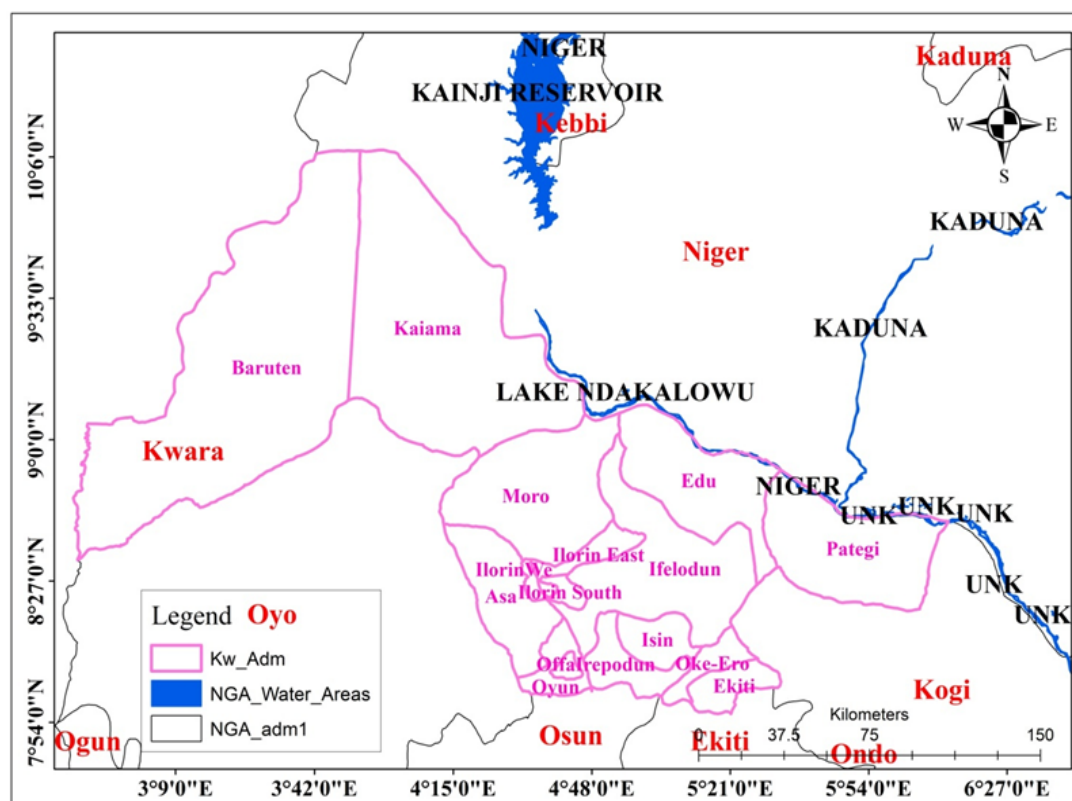 NIGER
Kaduna
KAINJI RESERVOIR
Kebbi
N
W
E
S
KADUNA
Niger
KADUNA
Kaiama
Baruten
LAKE NDAKALOWU
Kwara
Moro
Edu
NIGER
UNK
UNK
UNK
Pategi
Ilorin East
IlorinWe
Ifelodun
Asa
Ilorin South
UNK
UNK
Isin
Offa
Irepodun
Oke-Ero
Oyun
Ekiti
Kogi
Legend
Oyo
Kw_Adm
NGA_Water_Areas
NGA_adm1
Ogun
Osun
Ekiti
Ondo
Kilometers
0 37.5 75 150
10°6'0"N
9°33'0"N
9°0'0"N
8°27'0"N
7°54'0"N
3°9'0"E 3°42'0"E 4°15'0"E 4°48'0"E 5°21'0"E 5°54'0"E 6°27'0"E